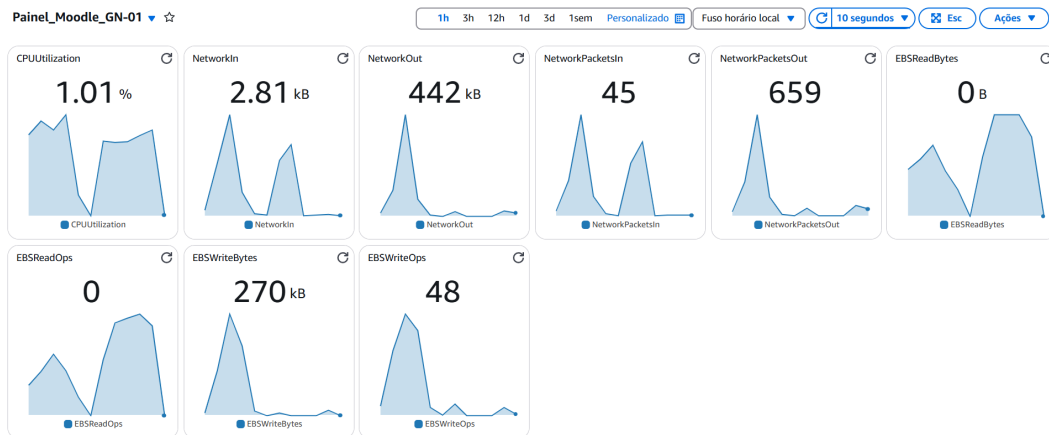 Painel_Moodle_GN-01
1h 3h 12h 1d 3d 1sem Personalizado Fuso horário local 10 segundos Esc Ações
CPUUtilization NetworkIn NetworkOut NetworkPacketsIn NetworkPacketsOut EBSReadBytes
1.01 % 2.81 kB 442 kB 45 659 0 B
CPUUtilization NetworkIn NetworkOut NetworkPacketsIn NetworkPacketsOut EBSReadBytes
EBSReadOps EBSWriteBytes EBSWriteOps
0 270 kB 48
EBSReadOps EBSWriteBytes EBSWriteOps